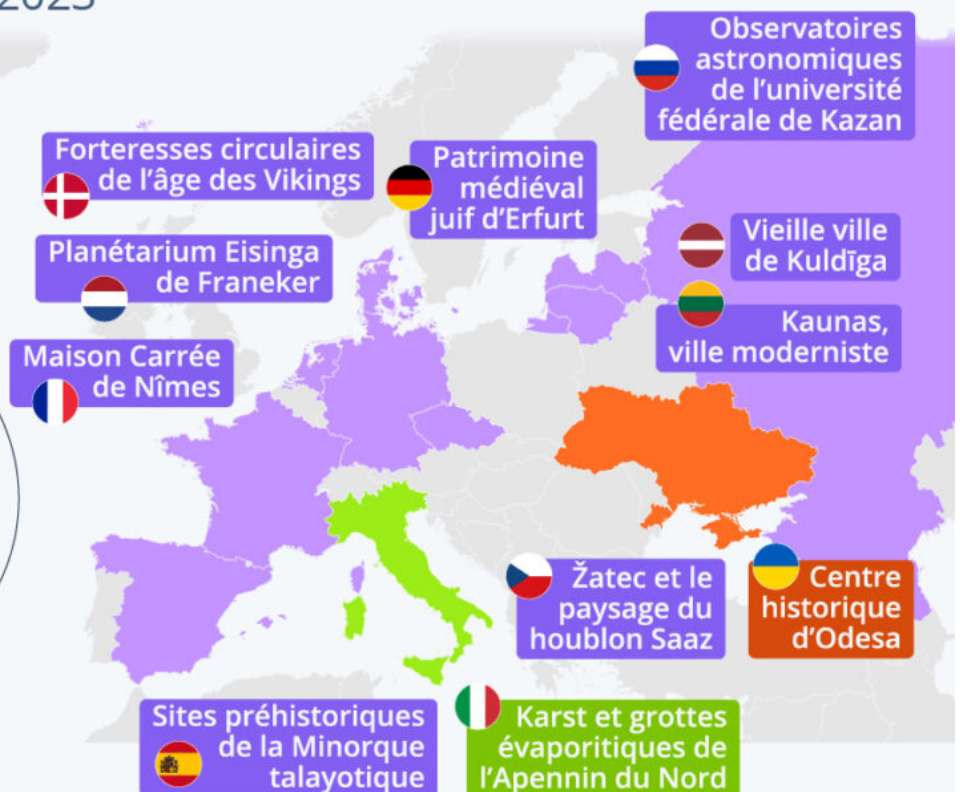 2023
Observatoires
astronomiques
de l'université
fédérale de Kazan
Forteresses circulaires
de l'âge des Vikings
Patrimoine
médiéval
juif d'Erfurt
Planétarium Eisinga
de Franeker
Vieille ville
de Kuldīga
Kaunas,
ville moderniste
Maison Carrée
de Nîmes
Žatec et le
paysage du
houblon Saaz
Centre
historique
d'Odesa
Sites préhistoriques
de la Minorque
talayotique
Karst et grottes
évaporitiques de
l'Apennin du Nord